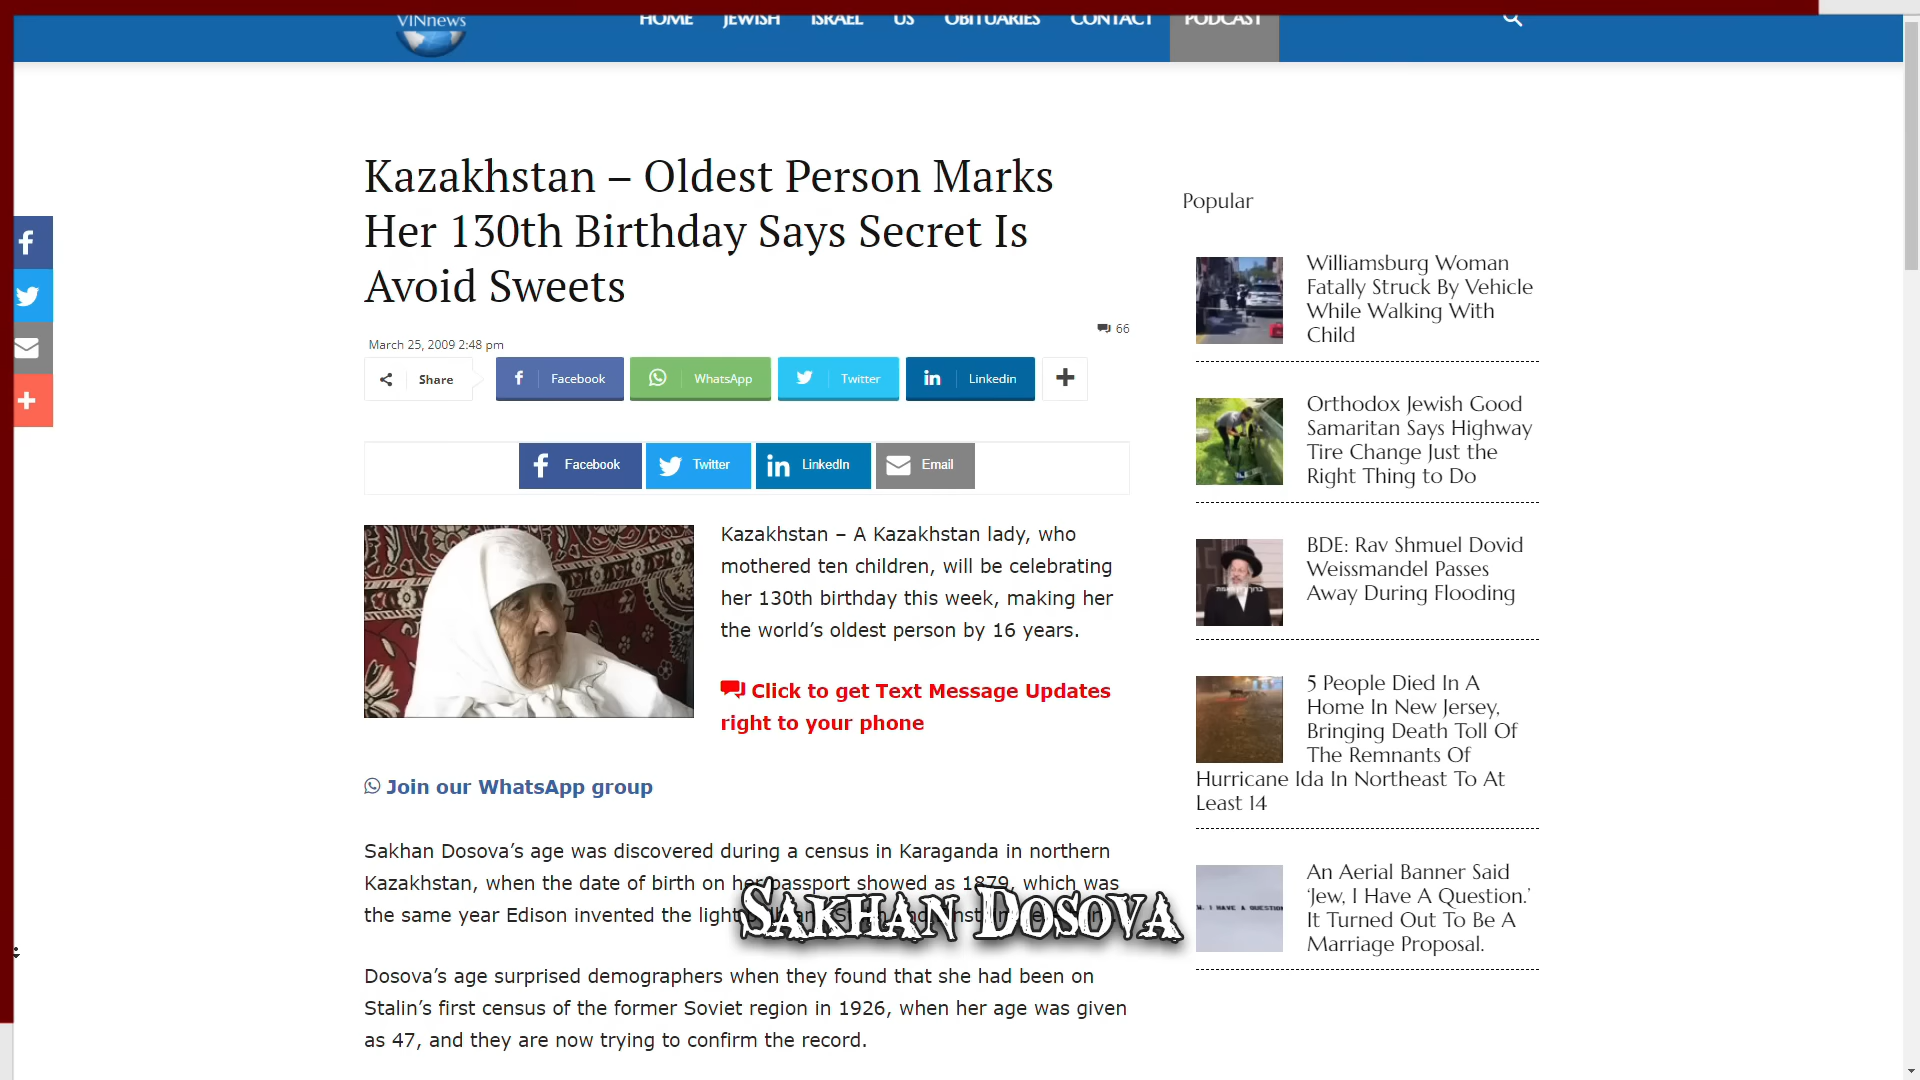 VINnews
HOME JEWISH ISRAEL US OBITUARIES CONTACT PODCAST
Kazakhstan – Oldest Person Marks
Her 130th Birthday Says Secret Is
Avoid Sweets
66
March 25, 2009 2:48 pm
Share Facebook WhatsApp Twitter Linkedin
Facebook Twitter LinkedIn Email
Kazakhstan – A Kazakhstan lady, who
mothered ten children, will be celebrating
her 130th birthday this week, making her
the world’s oldest person by 16 years.
Click to get Text Message Updates
right to your phone
Join our WhatsApp group
Sakhan Dosova’s age was discovered during a census in Karaganda in northern
Kazakhstan, when the date of birth on her passport showed as 1879, which was
the same year Edison invented the light
Sakhan Dosova
Dosova’s age surprised demographers when they found that she had been on
Stalin’s first census of the former Soviet region in 1926, when her age was given
as 47, and they are now trying to confirm the record.
Popular
Williamsburg Woman
Fatally Struck By Vehicle
While Walking With
Child
Orthodox Jewish Good
Samaritan Says Highway
Tire Change Just the
Right Thing to Do
BDE: Rav Shmuel Dovid
Weissmandel Passes
Away During Flooding
5 People Died In A
Home In New Jersey,
Bringing Death Toll Of
The Remnants Of
Hurricane Ida In Northeast To At
Least 14
An Aerial Banner Said
‘Jew, I Have A Question.’
It Turned Out To Be A
Marriage Proposal.